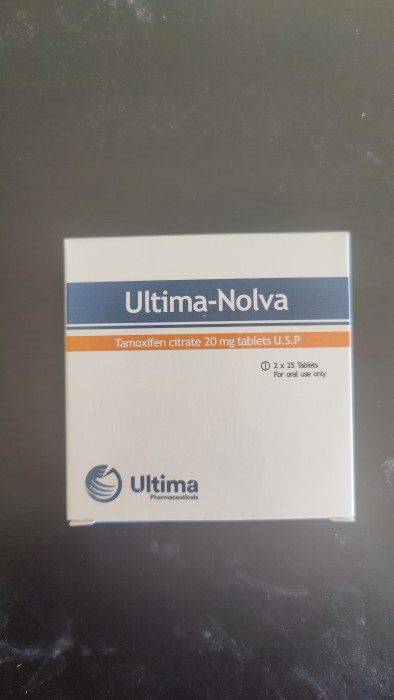 Ultima-Nolva
Tamoxifen citrate 20 mg tablets U.S.P
2 x 25 Tablets
For oral use only
Ultima
Pharmaceuticals